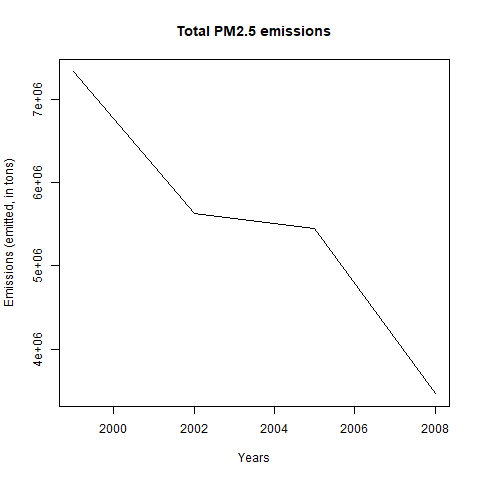 Total PM2.5 emissions
Emissions (emitted, in tons)
7e+06
6e+06
5e+06
4e+06
2000 2002 2004 2006 2008
Years